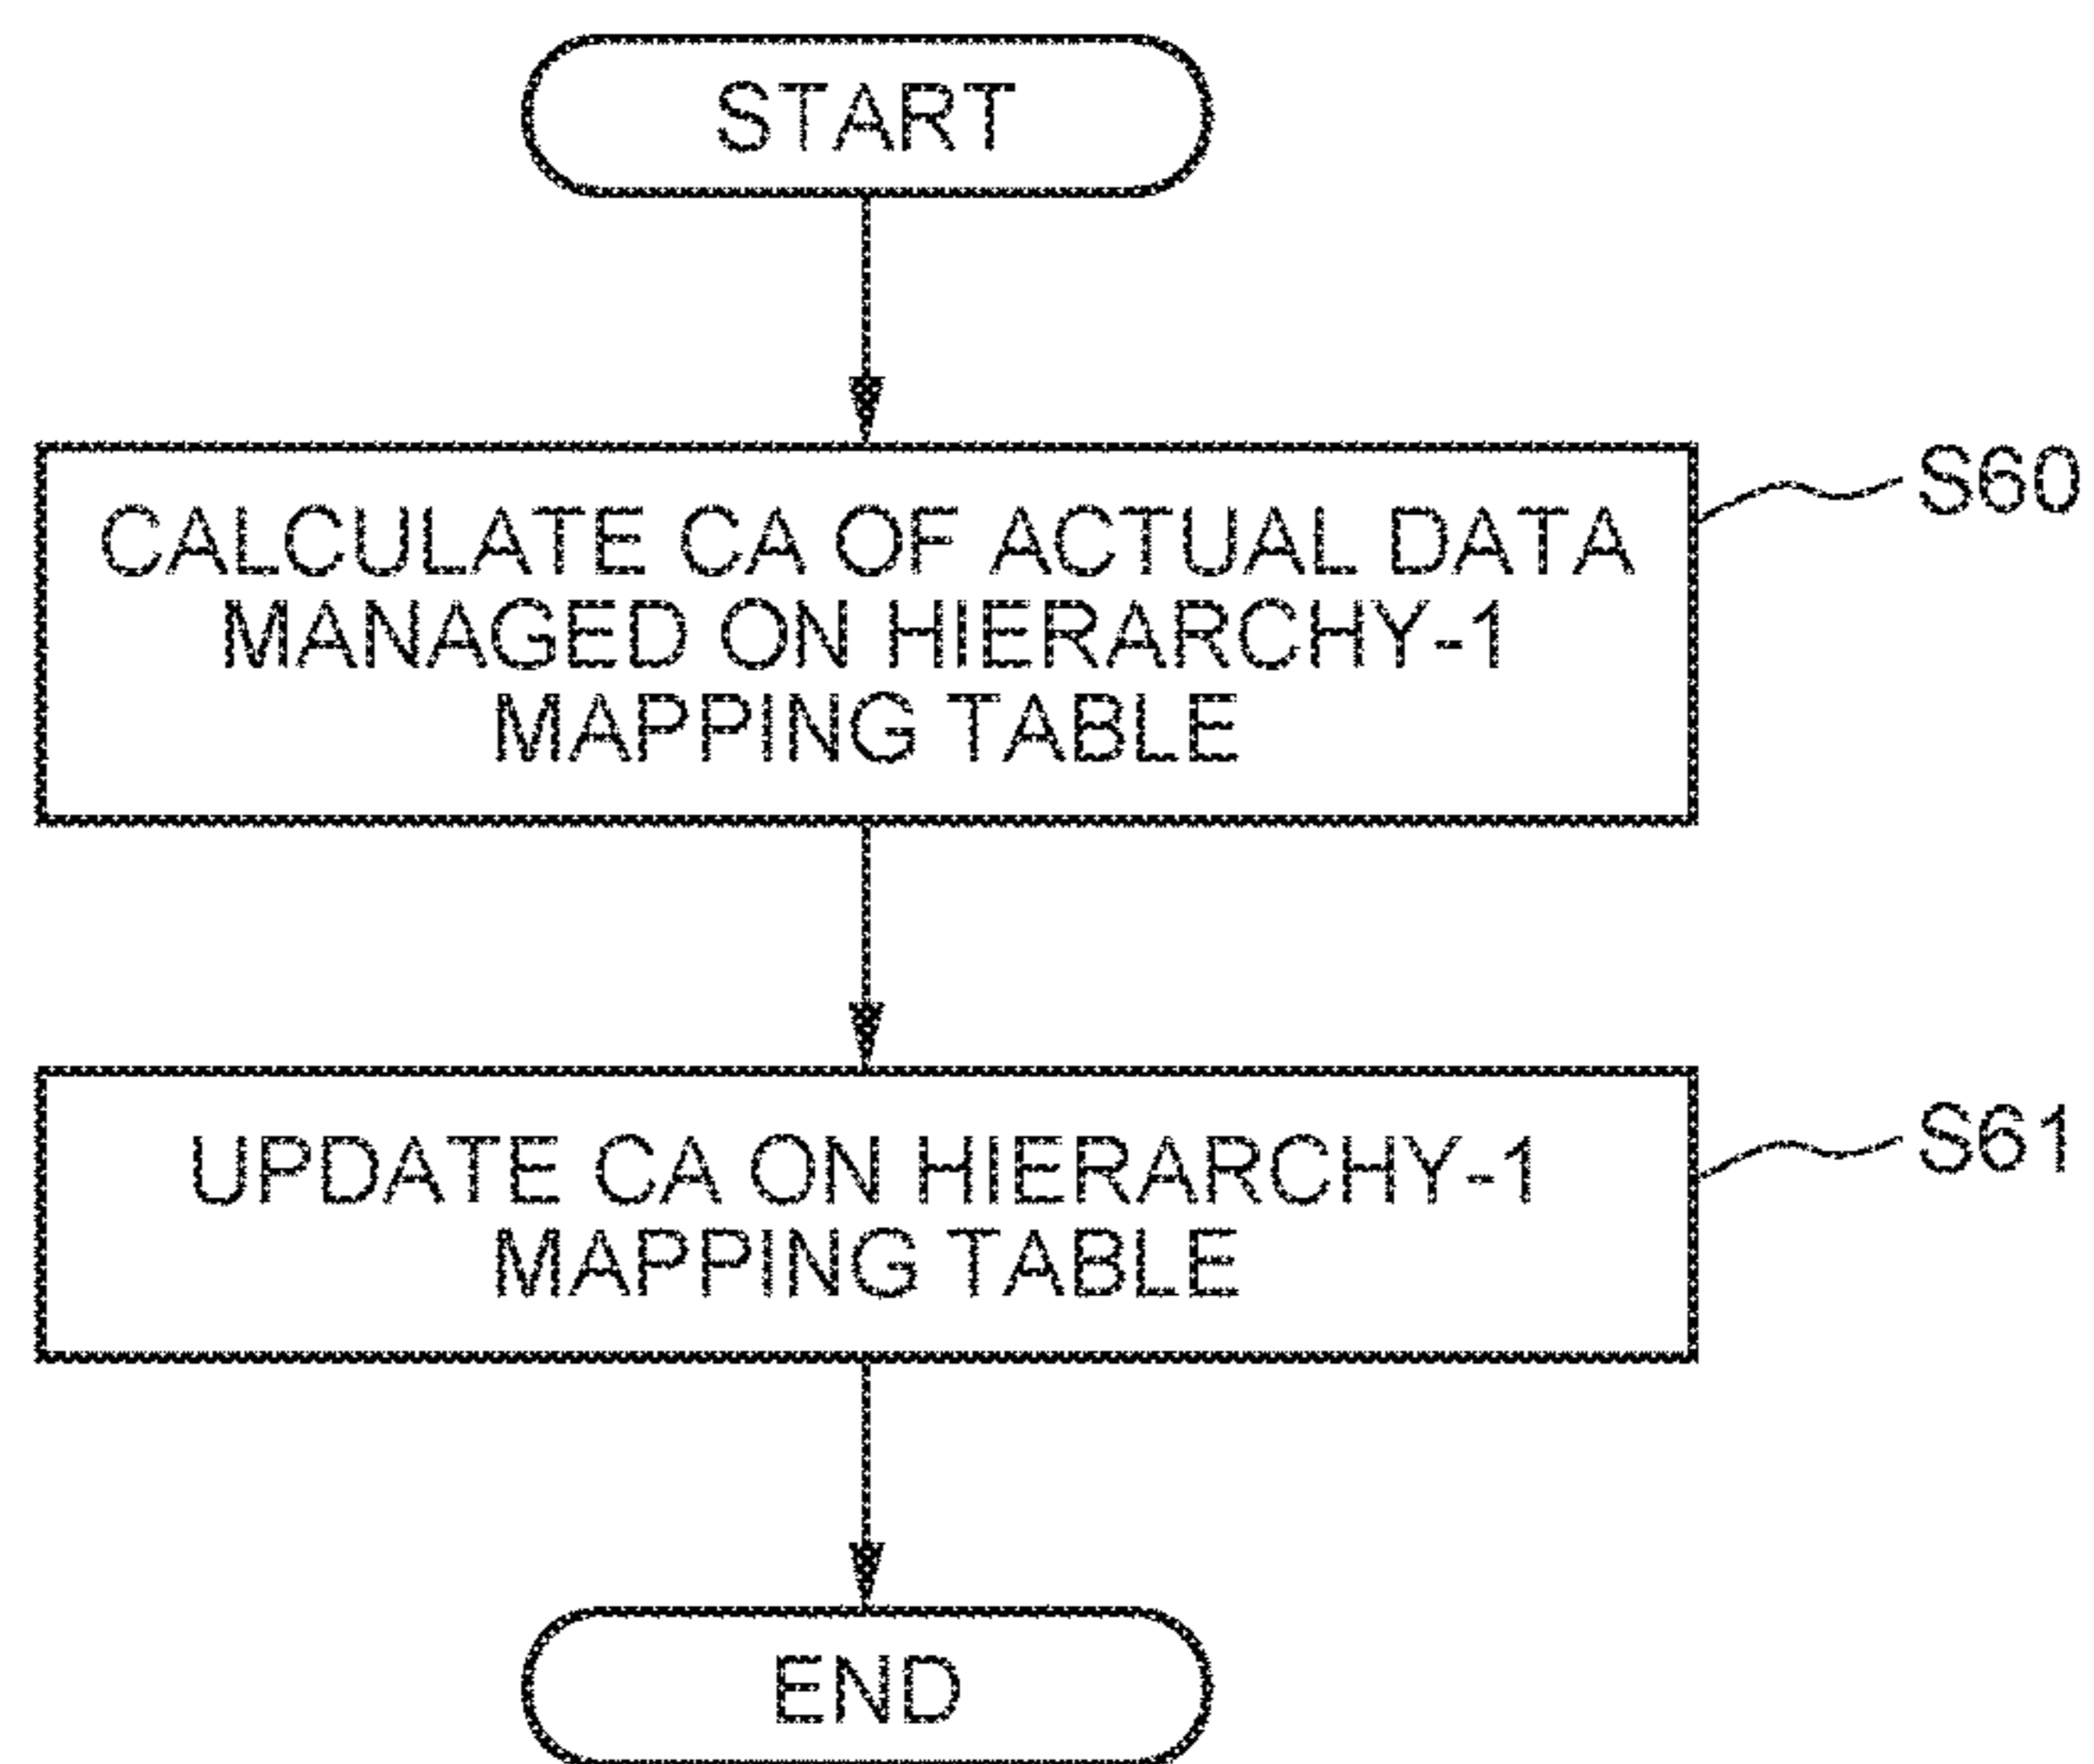 START
CALCULATE CA OF ACTUAL DATA
MANAGED ON HIERARCHY-1
MAPPING TABLE
S60
UPDATE CA ON HIERARCHY-1
MAPPING TABLE
S61
END